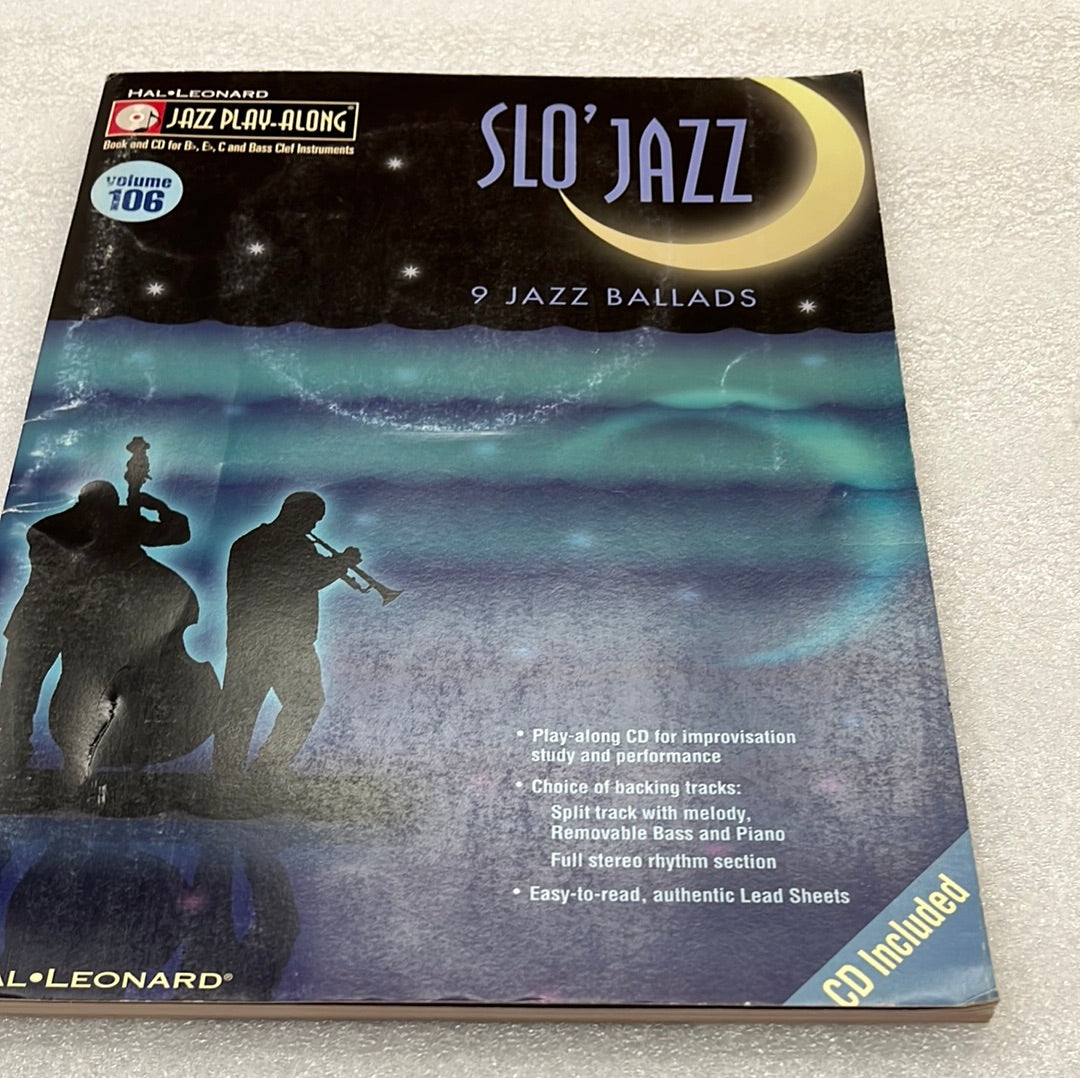 HAL•LEONARD
JAZZ PLAY-ALONG®
Book and CD for B♭, E♭, C and Bass Clef Instruments
volume
106
SLO' JAZZ
9 JAZZ BALLADS
• Play-along CD for improvisation
study and performance
• Choice of backing tracks:
Split track with melody,
Removable Bass and Piano
Full stereo rhythm section
• Easy-to-read, authentic Lead Sheets
CD Included
AL•LEONARD®